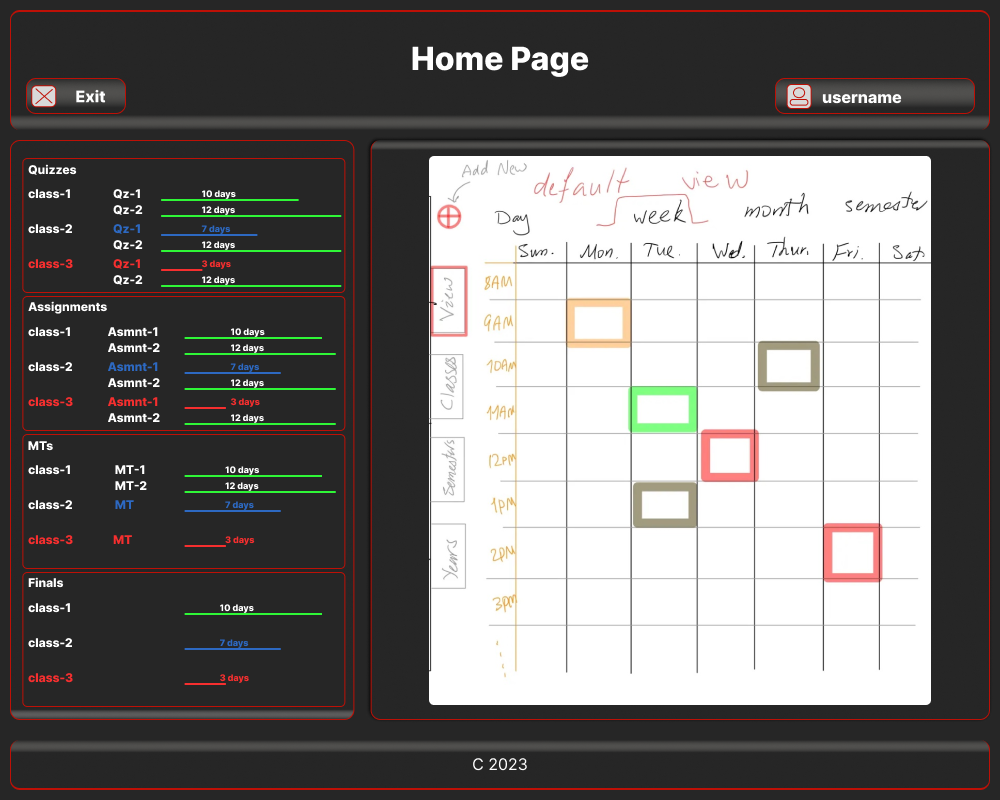 Home Page
Exit
username
Quizzes
class-1 Qz-1 10 days
Qz-2 12 days
class-2 Qz-1 7 days
Qz-2 12 days
class-3 Qz-1 3 days
Qz-2 12 days
Assignments
class-1 Asmnt-1 10 days
Asmnt-2 12 days
class-2 Asmnt-1 7 days
Asmnt-2 12 days
class-3 Asmnt-1 3 days
Asmnt-2 12 days
MTs
class-1 MT-1 10 days
MT-2 12 days
class-2 MT 7 days
class-3 MT 3 days
Finals
class-1 10 days
class-2 7 days
class-3 3 days
Add New
default view
Day week month semester
Sun. Mon. Tue. Wed. Thur. Fri. Sat
View
Classes
Semesters
Years
8AM
9AM
10AM
11AM
12PM
1PM
2PM
3PM
C 2023